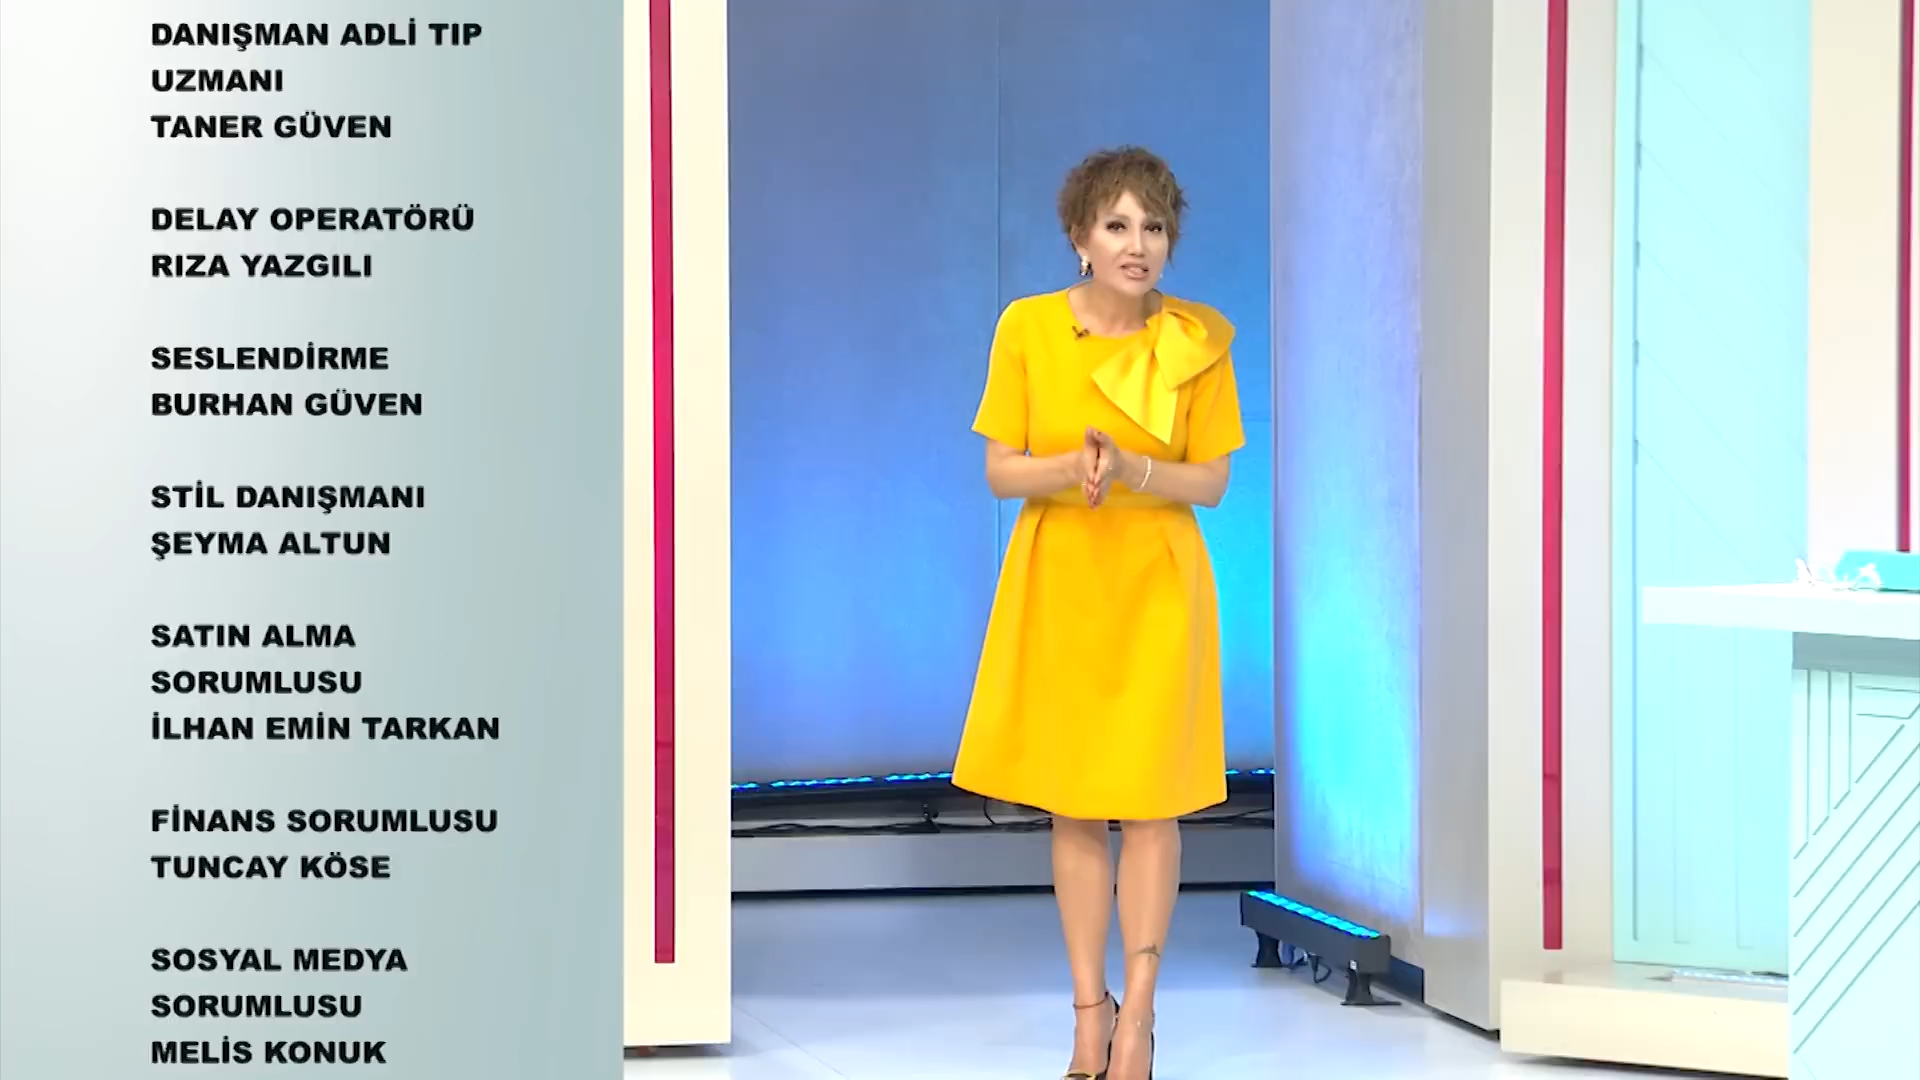 DANIŞMAN ADLİ TIP
UZMANI
TANER GÜVEN
DELAY OPERATÖRÜ
RIZA YAZGILI
SESLENDİRME
BURHAN GÜVEN
STİL DANIŞMANI
ŞEYMA ALTUN
SATIN ALMA
SORUMLUSU
İLHAN EMİN TARKAN
FİNANS SORUMLUSU
TUNCAY KÖSE
SOSYAL MEDYA
SORUMLUSU
MELİS KONUK